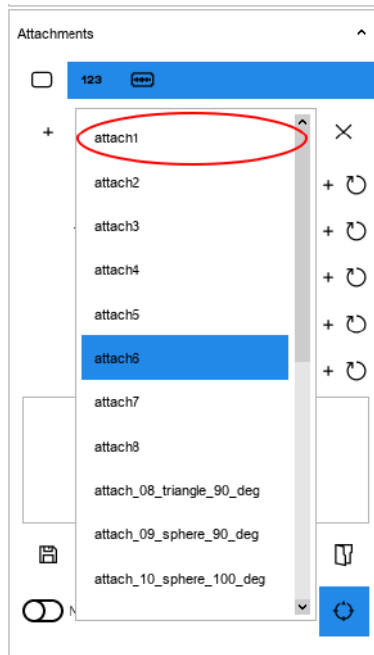 Attachments
123
attach1
attach2
attach3
attach4
attach5
attach6
attach7
attach8
attach_08_triangle_90_deg
attach_09_sphere_90_deg
attach_10_sphere_100_deg